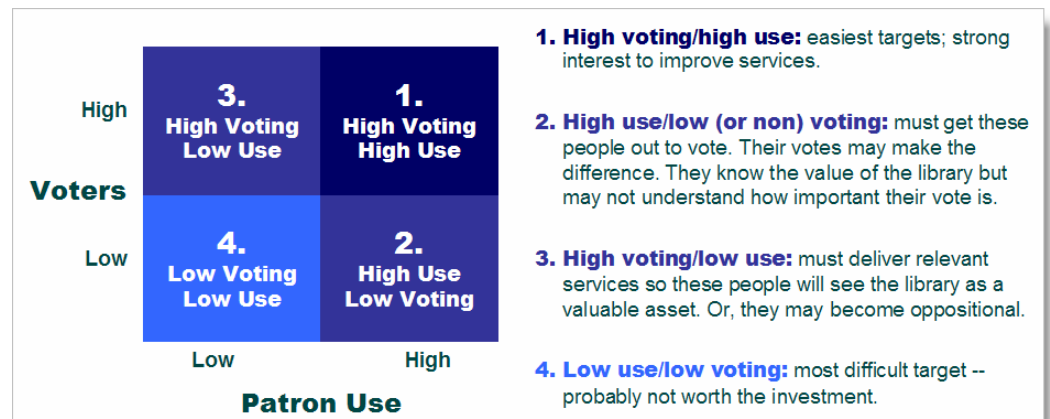 High
Voters
Low
3.
High Voting
Low Use
1.
High Voting
High Use
4.
Low Voting
Low Use
2.
High Use
Low Voting
Low
High
Patron Use
1. High voting/high use: easiest targets; strong
interest to improve services.
2. High use/low (or non) voting: must get these
people out to vote. Their votes may make the
difference. They know the value of the library but
may not understand how important their vote is.
3. High voting/low use: must deliver relevant
services so these people will see the library as a
valuable asset. Or, they may become oppositional.
4. Low use/low voting: most difficult target --
probably not worth the investment.